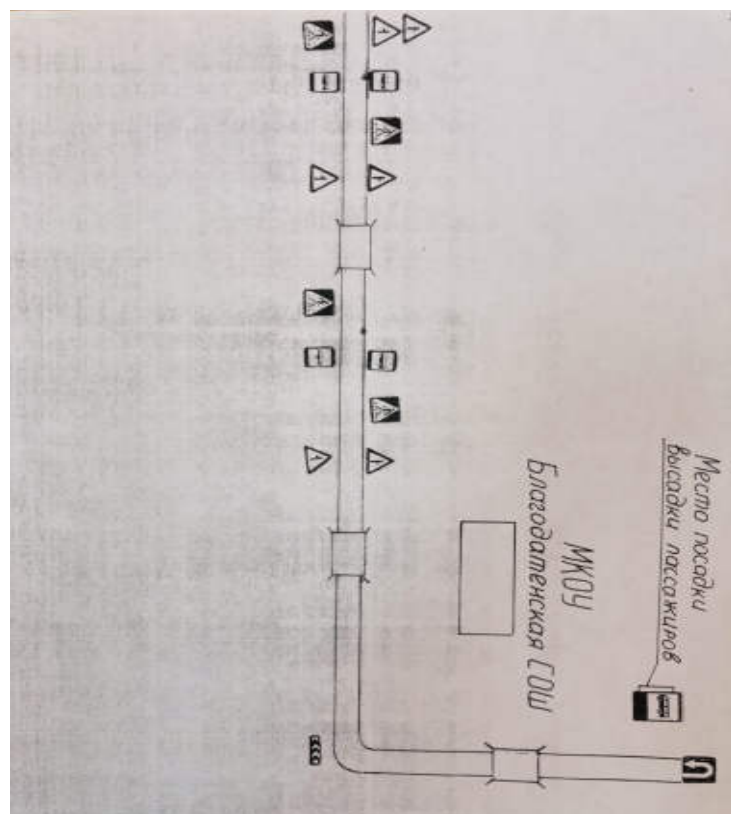 Место посадки
высадки пассажиров
МКОУ
Благодатенская СОШ